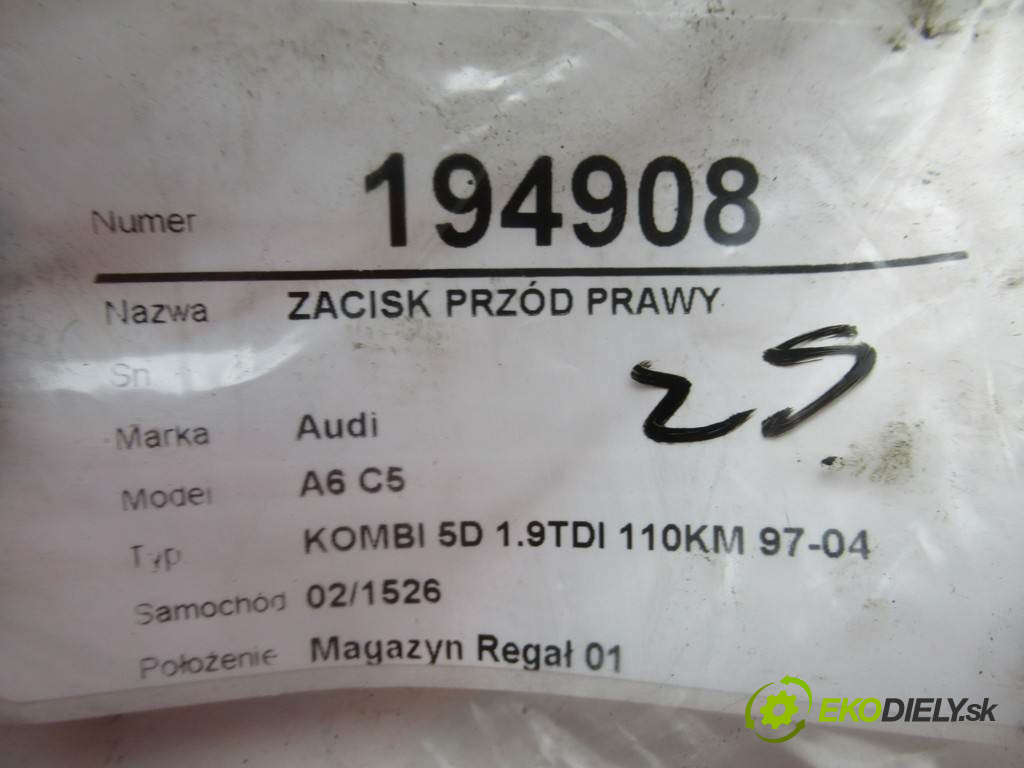 Numer 194908
Nazwa ZACISK PRZÓD PRAWY
Sn
Marka Audi
Model A6 C5
Typ KOMBI 5D 1.9TDI 110KM 97-04
Samochód 02/1526
Położenie Magazyn Regał 01
EKODIELY.sk